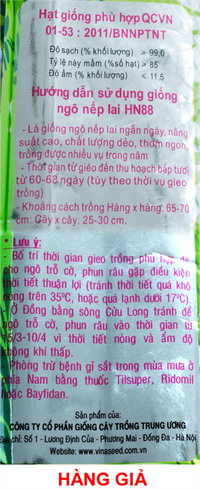 Hạt giống phù hợp QCVN
01-53 : 2011/BNNPTNT
Độ sạch (% khối lượng) > 99,0
Tỷ lệ nảy mầm (% số hạt) > 85
Độ ẩm (% khối lượng) < 11.5
Hướng dẫn sử dụng giống
ngô nếp lai HN88
- Là giống ngô nếp lai ngắn ngày, năng
suất cao, chất lượng dẻo, thơm ngon,
trồng được nhiều vụ trong năm
- Thời gian từ gieo đến thu hoạch bắp tươi
từ 60-68 ngày (tùy theo thời vụ gieo
trồng)
- Khoảng cách trồng Hàng x hàng: 65-70
cm; Cây x cây: 25-30 cm.
* Lưu ý:
- Bố trí thời gian gieo trồng phù hợp để
cho ngô trỗ cờ, phun râu gặp điều kiện
thời tiết thuận lợi (tránh thời tiết quá khô
nóng trên 35ºC, hoặc quá lạnh dưới 17ºC).
- Ở Đồng bằng sông Cửu Long tránh để
ngô trỗ cờ, phun râu vào thời gian từ
15/3-10/4 vì thời tiết nóng và ẩm độ
không khí thấp.
- Phòng trừ bệnh gỉ sắt trong mùa mưa ở
phía Nam bằng thuốc Tilsuper, Ridomil
hoặc Bayfidan.
Sản phẩm của:
CÔNG TY CỔ PHẦN GIỐNG CÂY TRỒNG TRUNG ƯƠNG
Địa chỉ: Số 1 - Lương Định Của - Phương Mai - Đống Đa - Hà Nội
Website: www.vinaseed.com.vn
HÀNG GIẢ